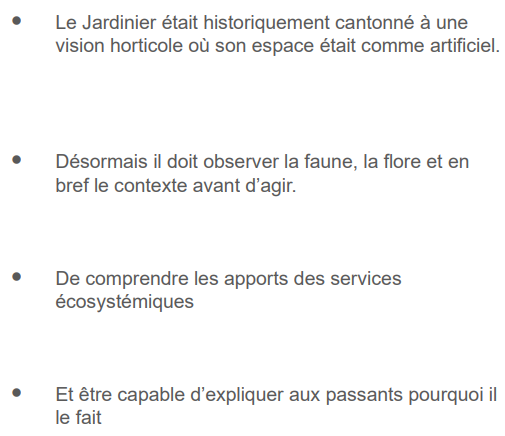 ● Le Jardinier était historiquement cantonné à une
vision horticole où son espace était comme artificiel.
● Désormais il doit observer la faune, la flore et en
bref le contexte avant d’agir.
● De comprendre les apports des services
écosystémiques
● Et être capable d’expliquer aux passants pourquoi il
le fait